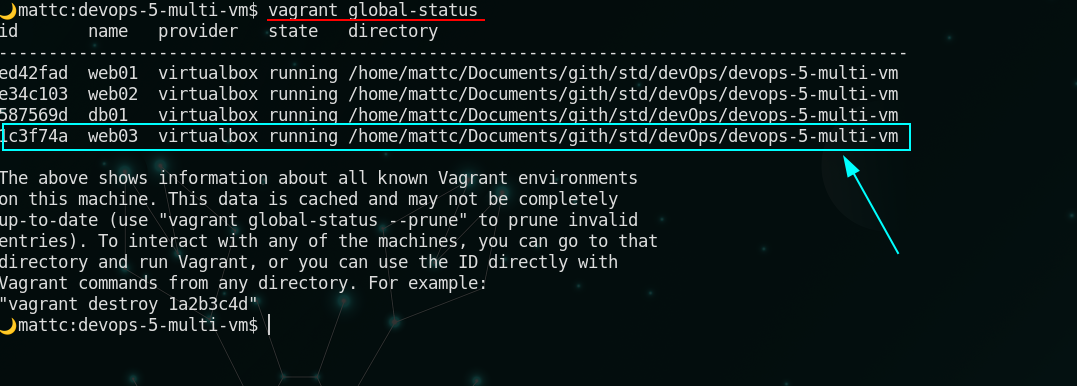 mattc:devops-5-multi-vm$ vagrant global-status
id       name   provider   state   directory
-------------------------------------------------------------------------------------------
ed42fad  web01  virtualbox running /home/mattc/Documents/gith/std/devOps/devops-5-multi-vm
e34c103  web02  virtualbox running /home/mattc/Documents/gith/std/devOps/devops-5-multi-vm
587569d  db01   virtualbox running /home/mattc/Documents/gith/std/devOps/devops-5-multi-vm
1c3f74a  web03  virtualbox running /home/mattc/Documents/gith/std/devOps/devops-5-multi-vm
The above shows information about all known Vagrant environments
on this machine. This data is cached and may not be completely
up-to-date (use "vagrant global-status --prune" to prune invalid
entries). To interact with any of the machines, you can go to that
directory and run Vagrant, or you can use the ID directly with
Vagrant commands from any directory. For example:
"vagrant destroy 1a2b3c4d"
mattc:devops-5-multi-vm$